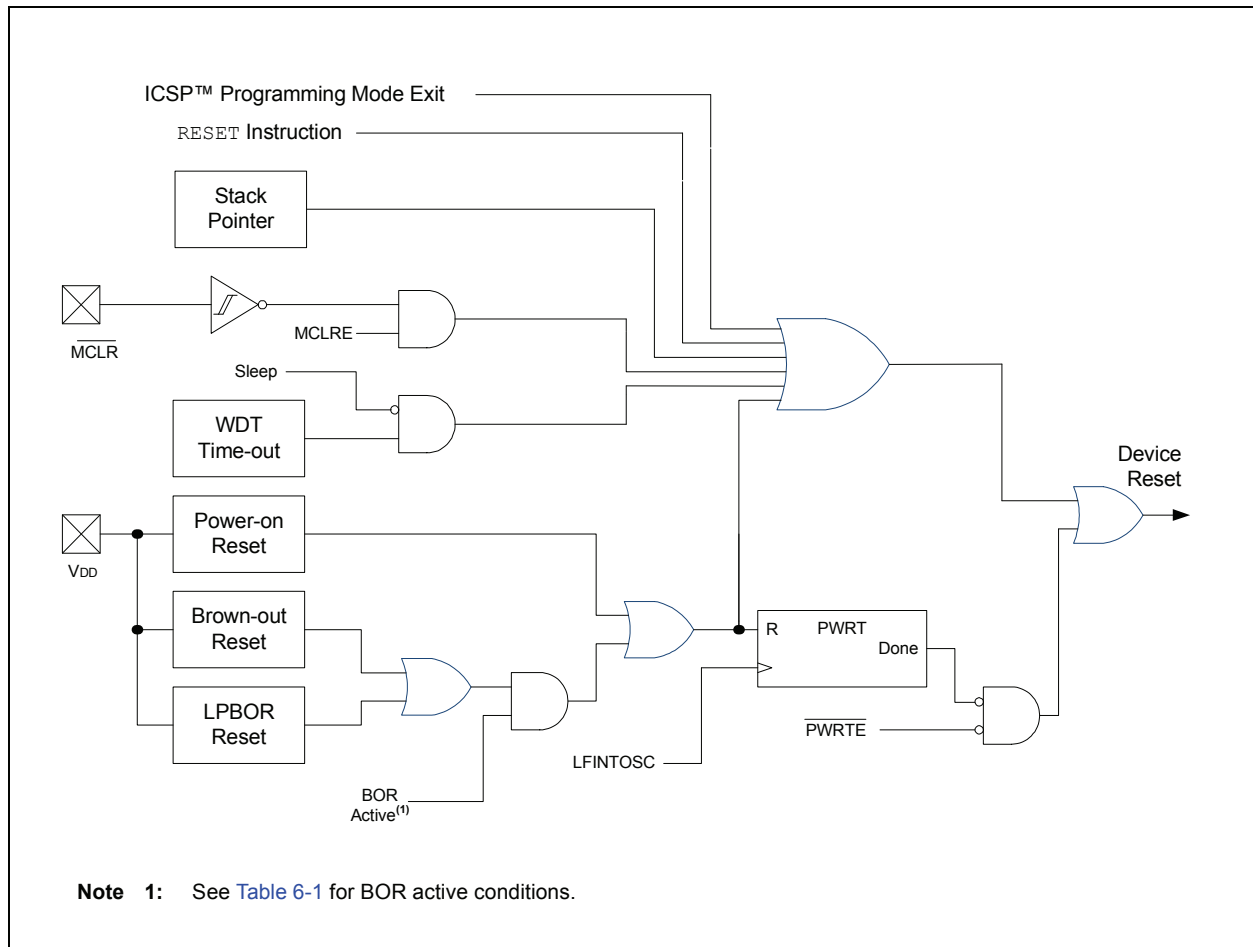 ICSP™ Programming Mode Exit
RESET Instruction
Stack
Pointer
MCLR
MCLRE
Sleep
WDT
Time-out
Device
Reset
VDD
Power-on
Reset
Brown-out
Reset
LPBOR
Reset
R
PWRT
Done
PWRTE
LFINTOSC
BOR
Active(1)
Note 1: See Table 6-1 for BOR active conditions.